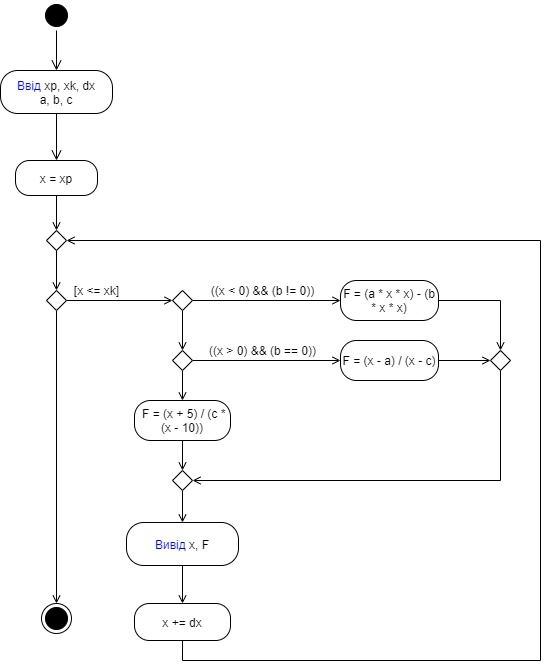 Ввід xp, xk, dx
a, b, c
x = xp
[x <= xk]
((x < 0) && (b != 0))
F = (a * x * x) - (b
* x * x)
((x > 0) && (b == 0))
F = (x - a) / (x - c)
F = (x + 5) / (c *
(x - 10))
Вивід x, F
x += dx